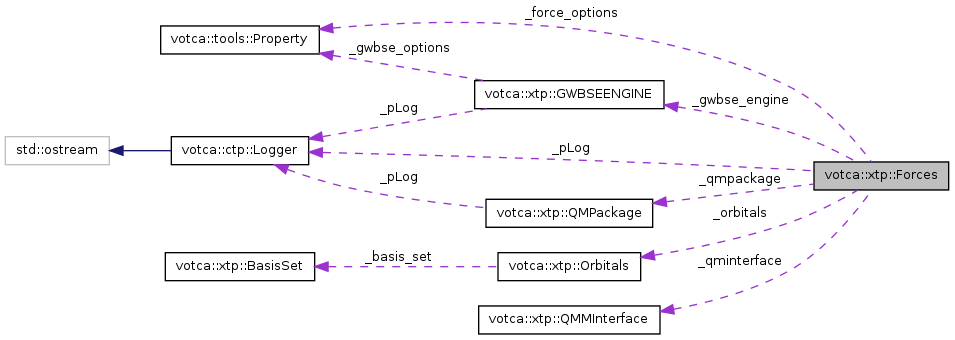 _force_options
votca::tools::Property
_gwbse_options
votca::xtp::GWBSEENGINE
_gwbse_engine
_pLog
std::ostream
votca::ctp::Logger
_pLog
votca::xtp::Forces
_pLog
_qmpackage
votca::xtp::QMPackage
_orbitals
_basis_set
votca::xtp::BasisSet
votca::xtp::Orbitals
_qminterface
votca::xtp::QMMInterface